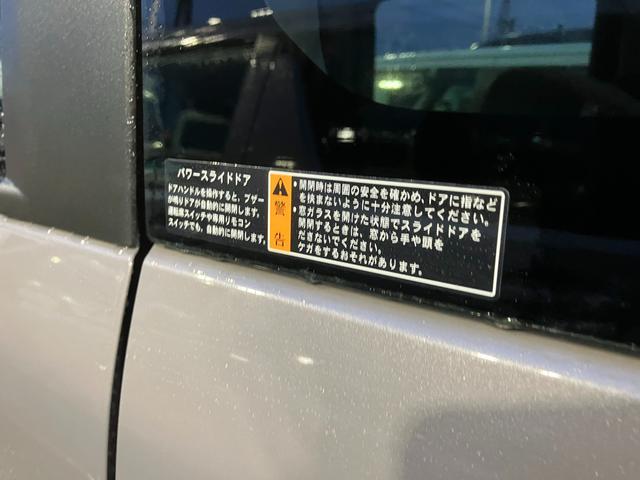 パワースライドドア
ドアハンドルを操作すると、ブザー
が鳴りドアが自動的に開閉します。
運転席スイッチや専用リモコン
スイッチでも、自動的に開閉します。
警告
・開閉時は周囲の安全を確かめ、ドアに指など
を挟まないように十分注意してください。
・窓ガラスを開けた状態でスライドドアを
開閉するときは、窓から手や頭を
ださないでください。
ケガをするおそれがあります。